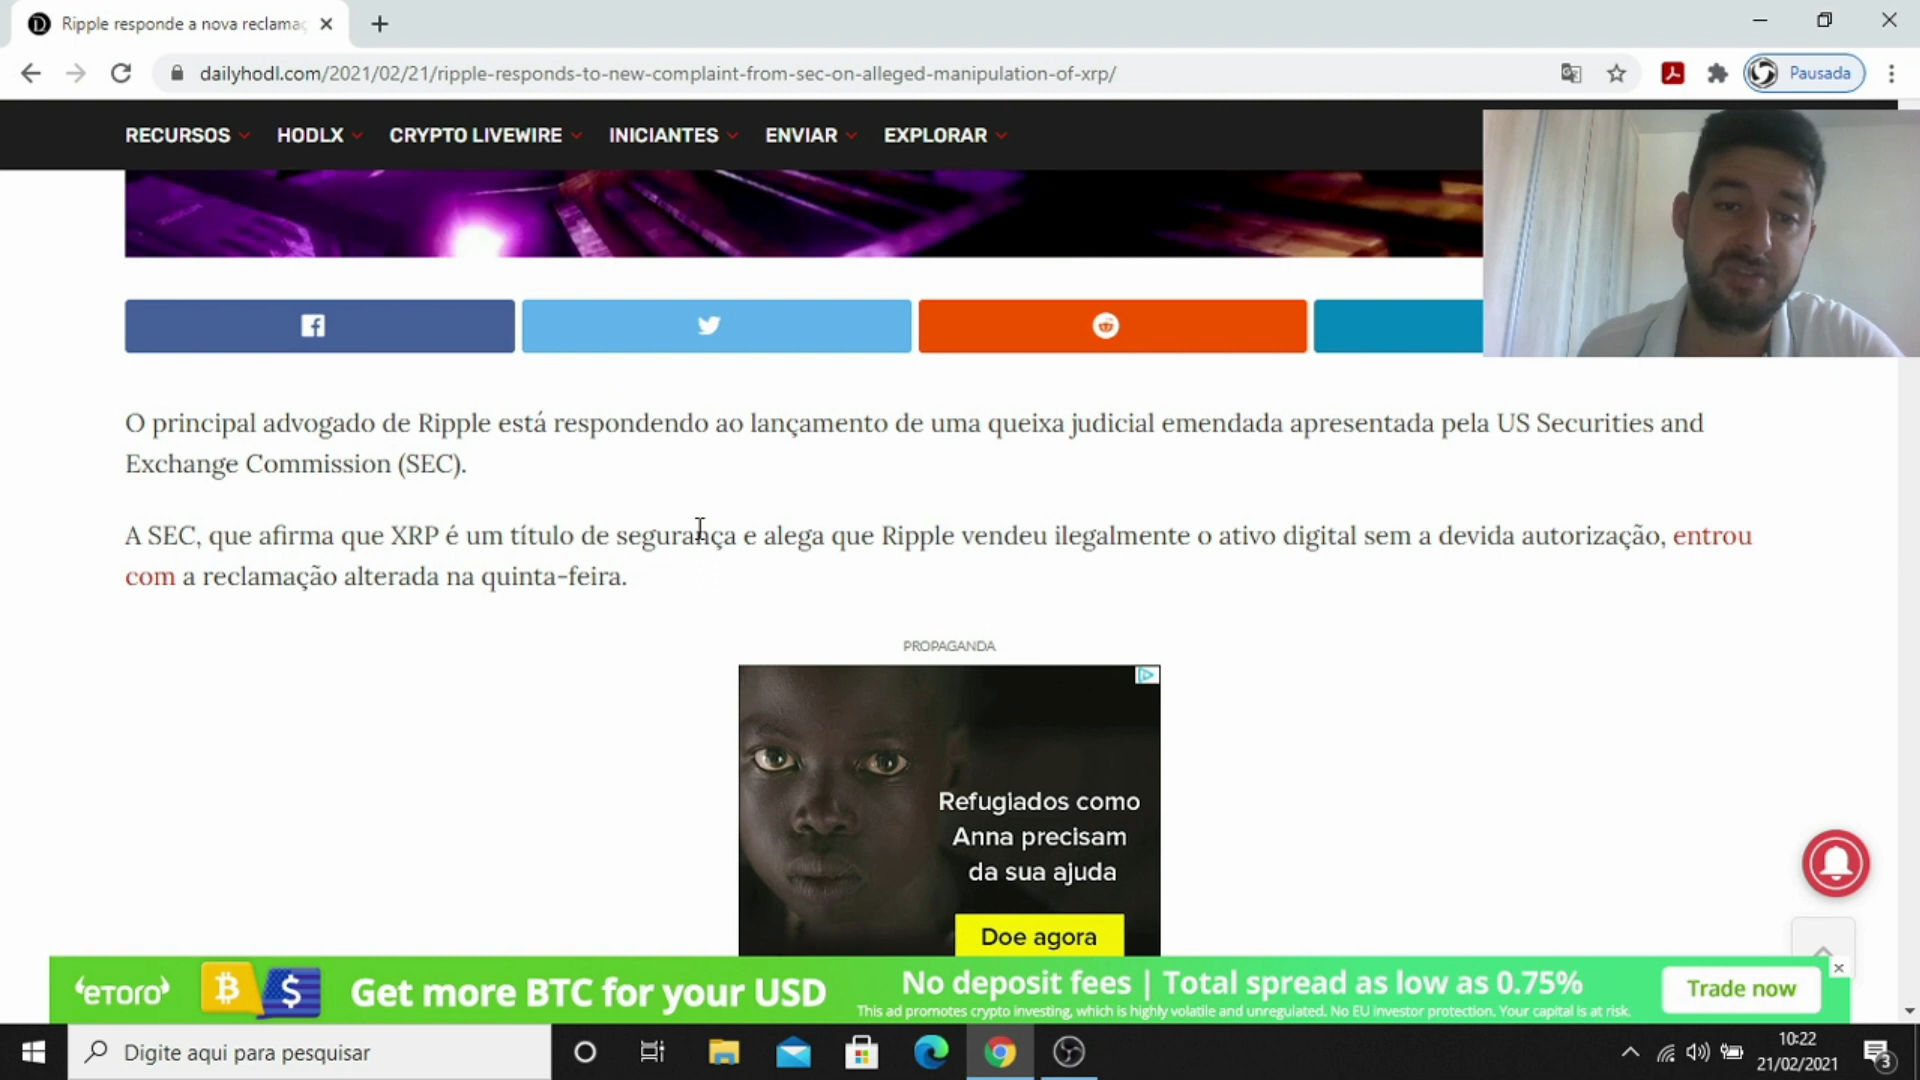 Ripple responde a nova reclamaç
dailyhodl.com/2021/02/21/ripple-responds-to-new-complaint-from-sec-on-alleged-manipulation-of-xrp/
Pausada
RECURSOS HODLX CRYPTO LIVEWIRE INICIANTES ENVIAR EXPLORAR
O principal advogado de Ripple está respondendo ao lançamento de uma queixa judicial emendada apresentada pela US Securities and
Exchange Commission (SEC).
A SEC, que afirma que XRP é um título de segurança e alega que Ripple vendeu ilegalmente o ativo digital sem a devida autorização, entrou
com a reclamação alterada na quinta-feira.
PROPAGANDA
Refugiados como
Anna precisam
da sua ajuda
Doe agora
eTORO
Get more BTC for your USD
No deposit fees | Total spread as low as 0.75%
This ad promotes crypto investing, which is highly volatile and unregulated. No EU investor protection. Your capital is at risk.
Trade now
Digite aqui para pesquisar
10:22
21/02/2021
3